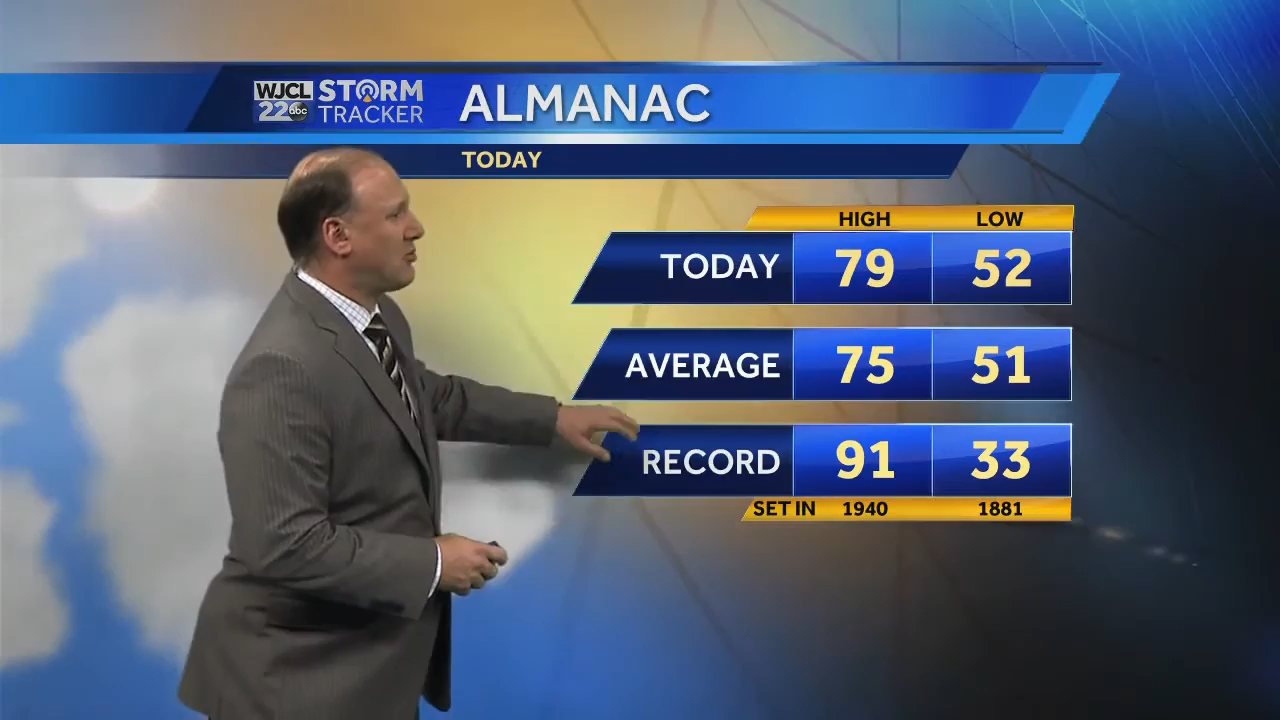 WJCL 22 abc STORM TRACKER ALMANAC
TODAY
HIGH LOW
TODAY 79 52
AVERAGE 75 51
RECORD 91 33
SET IN 1940 1881